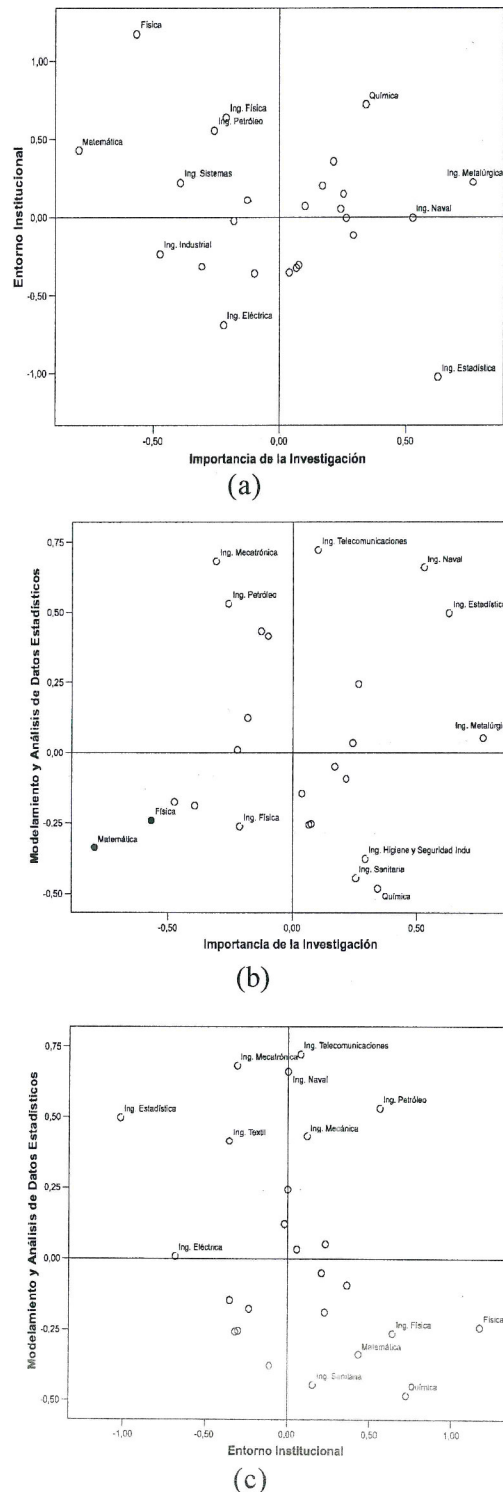 Física
1,00
Química
Ing. Física
Ing. Petróleo
0,50
Matemática
Ing. Sistemas
Ing. Metalúrgica
Entorno Institucional
0,00
Ing. Naval
Ing. Industrial
-0,50
Ing. Eléctrica
-1,00
Ing. Estadística
-0,50 0,00 0,50
Importancia de la Investigación
(a)
0,75
Ing. Telecomunicaciones
Ing. Mecatrónica
Ing. Naval
Ing. Petróleo
0,50
Ing. Estadístic
0,25
Modelamiento y Análisis de Datos Estadísticos
Ing. Metalúrgi
0,00
-0,25
Física
Ing. Física
Matemática
Ing. Higiene y Seguridad Indu
Ing. Sanitaria
-0,50
Química
-0,50 0,00 0,50
Importancia de la Investigación
(b)
0,75
Ing. Telecomunicaciones
Ing. Mecatrónica
Ing. Naval
Ing. Petróleo
0,50
Ing. Estadística
Ing. Textil
Ing. Mecánica
0,25
Modelamiento y Análisis de Datos Estadísticos
Ing. Eléctrica
0,00
-0,25
Ing. Física
Física
Matemática
Ing. Sanitaria
Química
-0,50
-1,00 -0,50 0,00 0,50 1,00
Entorno Institucional
(c)